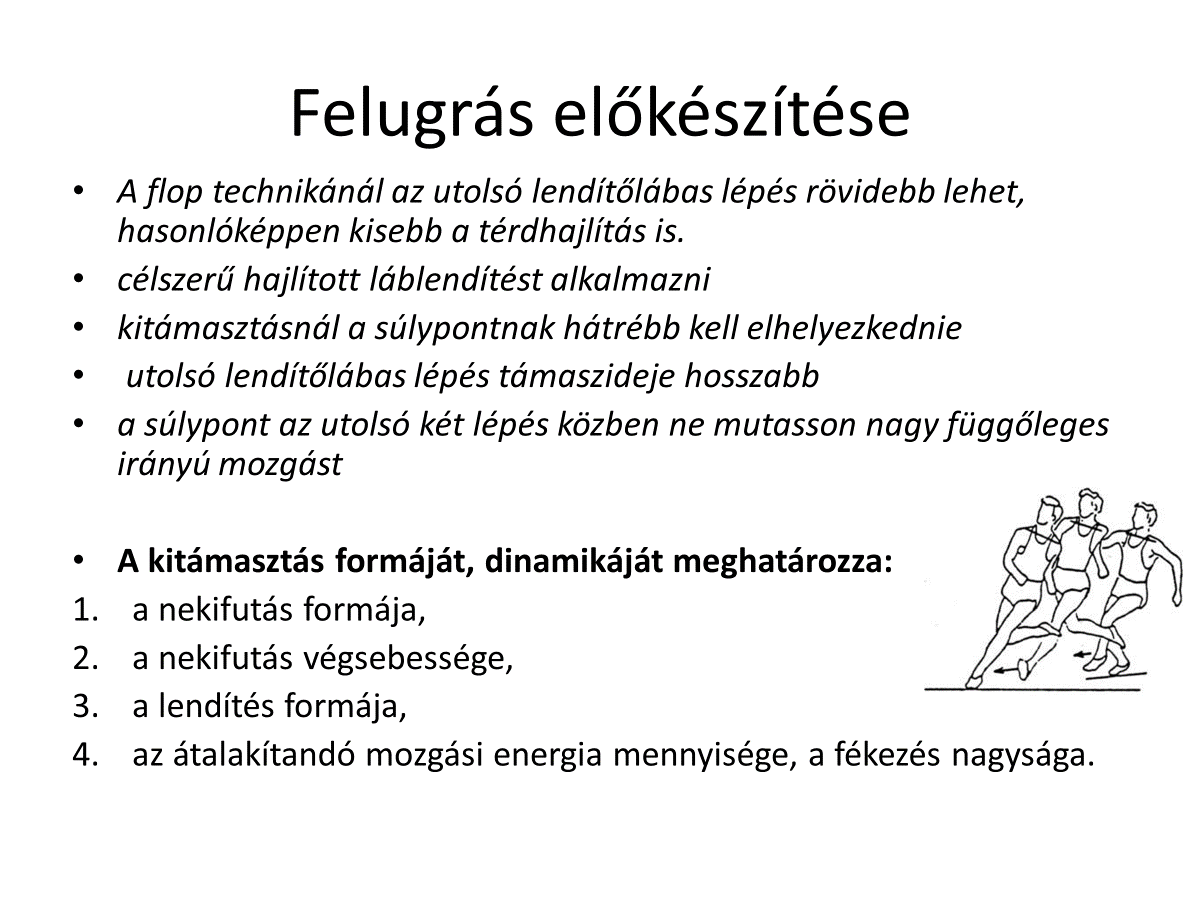 Felugrás előkészítése
• A flop technikánál az utolsó lendítőlábas lépés rövidebb lehet,
hasonlóképpen kisebb a térdhajlítás is.
• célszerű hajlított láblendítést alkalmazni
• kitámasztásnál a súlypontnak hátrébb kell elhelyezkednie
• utolsó lendítőlábas lépés támaszideje hosszabb
• a súlypont az utolsó két lépés közben ne mutasson nagy függőleges
irányú mozgást
• A kitámasztás formáját, dinamikáját meghatározza:
1. a nekifutás formája,
2. a nekifutás végsebessége,
3. a lendítés formája,
4. az átalakítandó mozgási energia mennyisége, a fékezés nagysága.